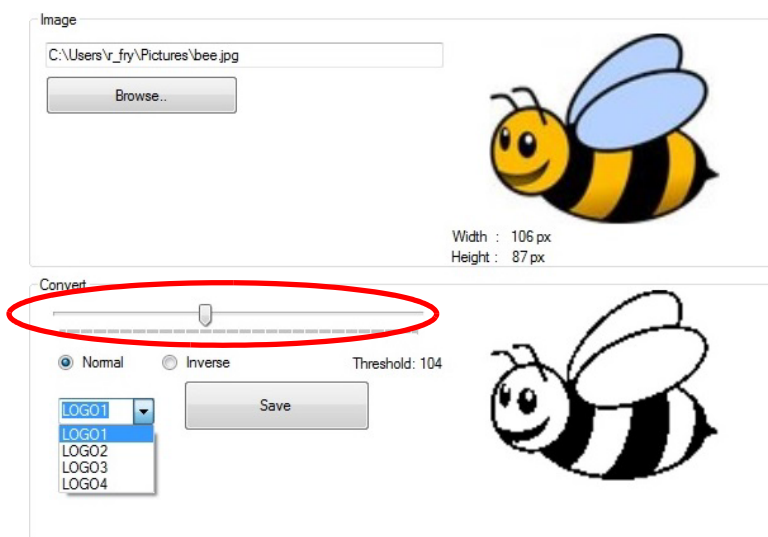 Image
C:\Users\r_fry\Pictures\bee.jpg
Browse..
Width : 106 px
Height : 87 px
Convert
Normal
Inverse
Threshold: 104
LOGO1
Save
LOGO1
LOGO2
LOGO3
LOGO4